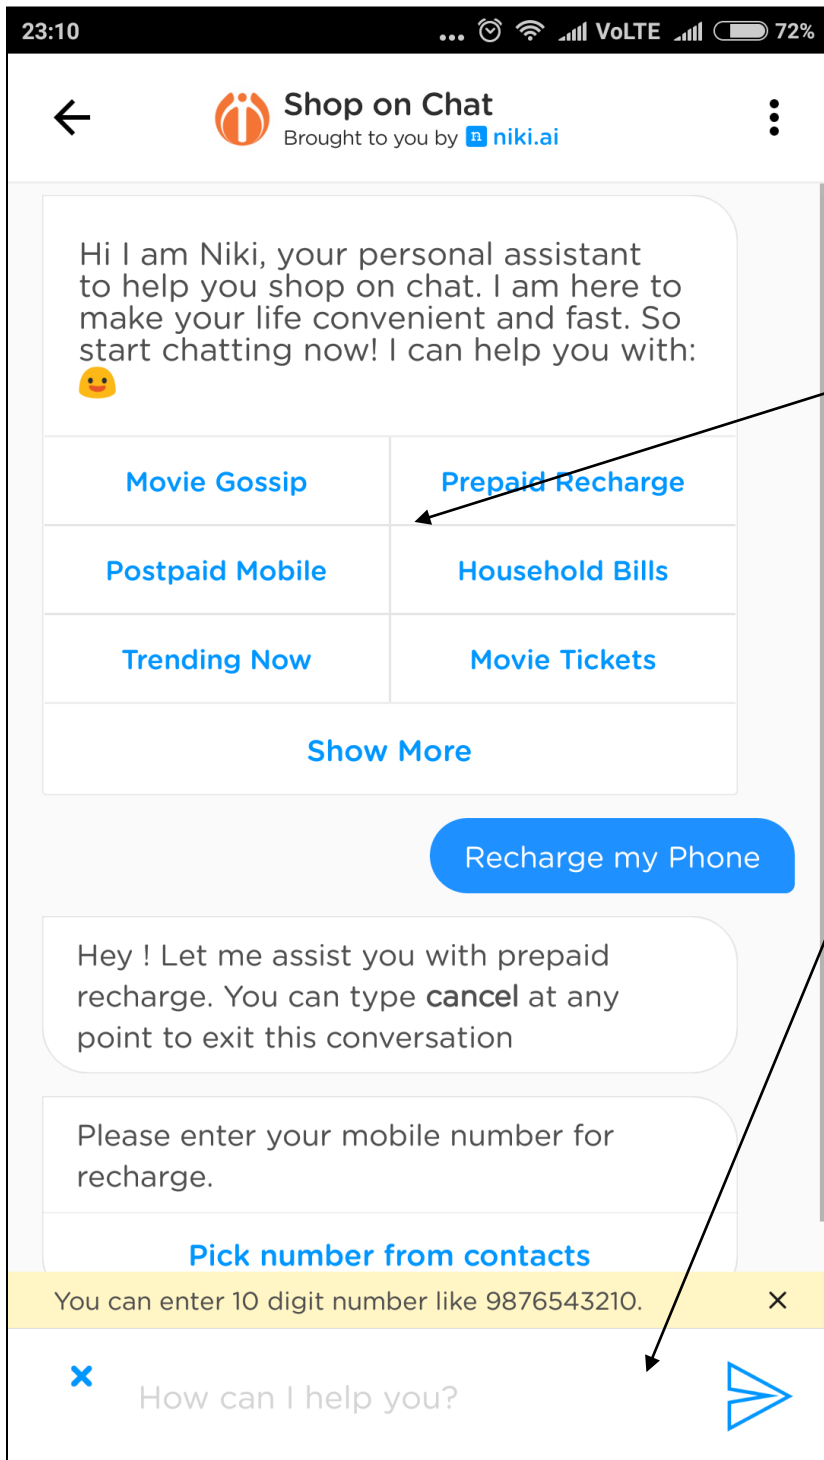 23:10 ... VoLTE 72%
Shop on Chat
Brought to you by n niki.ai
Hi I am Niki, your personal assistant
to help you shop on chat. I am here to
make your life convenient and fast. So
start chatting now! I can help you with:
Movie Gossip Prepaid Recharge
Postpaid Mobile Household Bills
Trending Now Movie Tickets
Show More
Recharge my Phone
Hey ! Let me assist you with prepaid
recharge. You can type cancel at any
point to exit this conversation
Please enter your mobile number for
recharge.
Pick number from contacts
You can enter 10 digit number like 9876543210.
How can I help you?